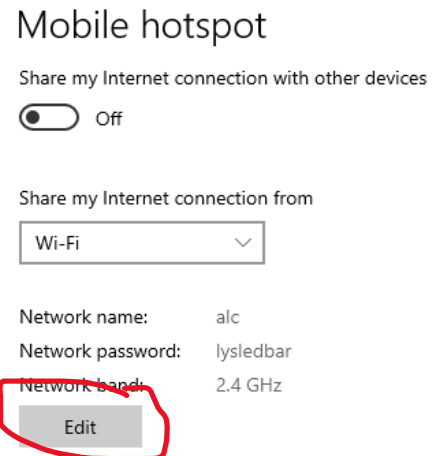 Mobile hotspot
Share my Internet connection with other devices
Off
Share my Internet connection from
Wi-Fi
Network name: alc
Network password: lysledbar
Network band: 2.4 GHz
Edit